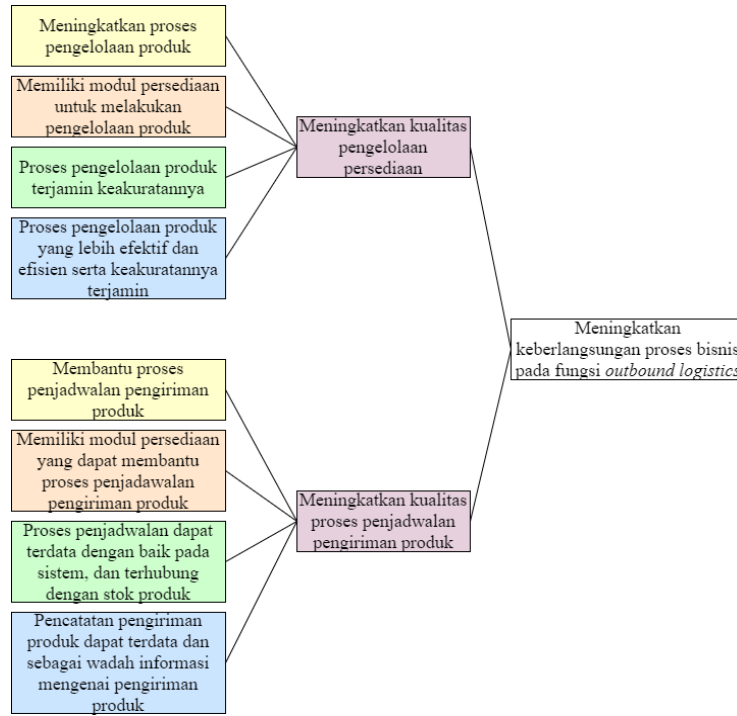 Meningkatkan proses
pengelolaan produk
Memiliki modul persediaan
untuk melakukan
pengelolaan produk
Proses pengelolaan produk
terjamin keakuratannya
Proses pengelolaan produk
yang lebih efektif dan
efisien serta keakuratannya
terjamin
Meningkatkan kualitas
pengelolaan
persediaan
Membantu proses
penjadwalan pengiriman
produk
Memiliki modul persediaan
yang dapat membantu
proses penjadawalan
pengiriman produk
Proses penjadwalan dapat
terdata dengan baik pada
sistem, dan terhubung
dengan stok produk
Pencatatan pengiriman
produk dapat terdata dan
sebagai wadah informasi
mengenai pengiriman
produk
Meningkatkan kualitas
proses penjadwalan
pengiriman produk
Meningkatkan
keberlangsungan proses bisnis
pada fungsi outbound logistics